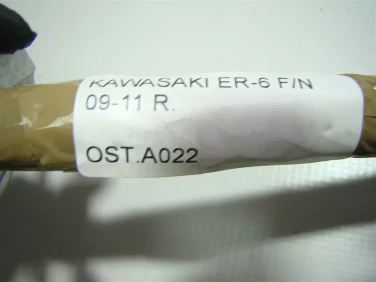 KAWASAKI ER-6 F/N
09-11 R.
OST.A022